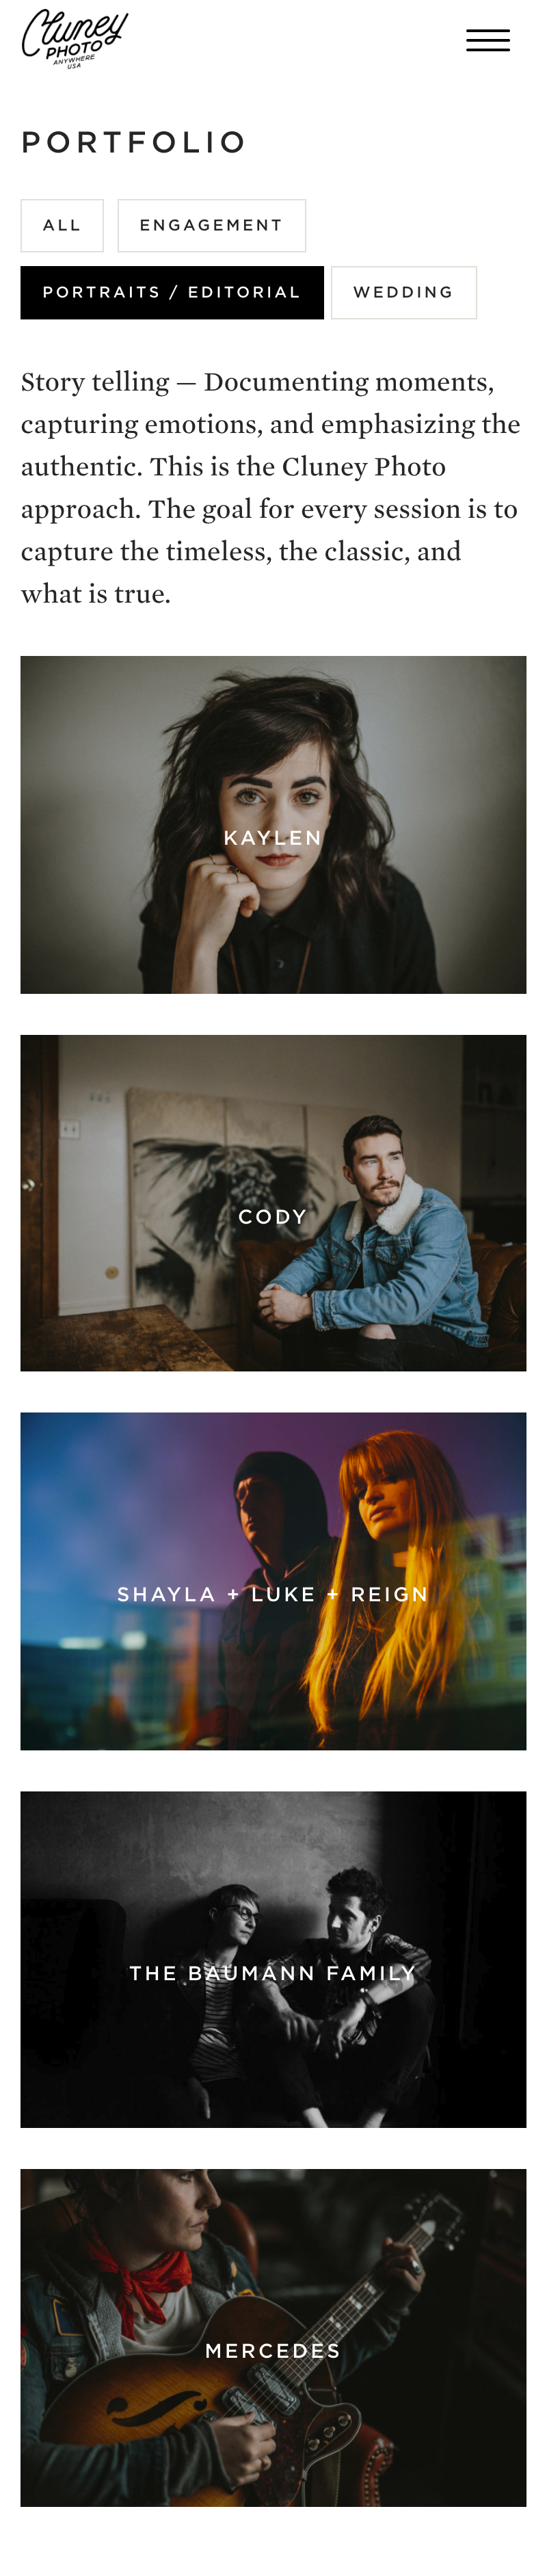 Cluney
PHOTO
ANYWHERE
USA
PORTFOLIO
ALL
ENGAGEMENT
PORTRAITS / EDITORIAL
WEDDING
Story telling — Documenting moments,
capturing emotions, and emphasizing the
authentic. This is the Cluney Photo
approach. The goal for every session is to
capture the timeless, the classic, and
what is true.
KAYLEN
CODY
SHAYLA + LUKE + REIGN
THE BAUMANN FAMILY
MERCEDES